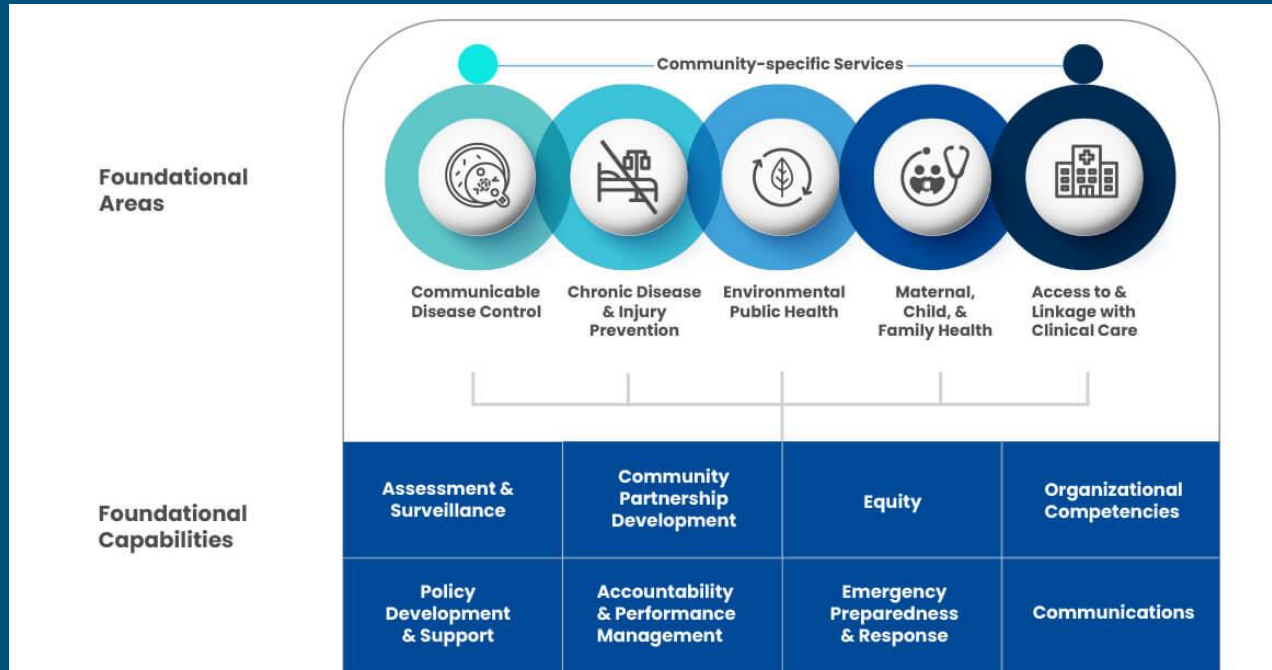 Community-specific Services
Foundational
Areas
Communicable
Disease Control
Chronic Disease
& Injury
Prevention
Environmental
Public Health
Maternal,
Child, &
Family Health
Access to &
Linkage with
Clinical Care
Foundational
Capabilities
Assessment &
Surveillance
Community
Partnership
Development
Equity
Organizational
Competencies
Policy
Development
& Support
Accountability
& Performance
Management
Emergency
Preparedness
& Response
Communications